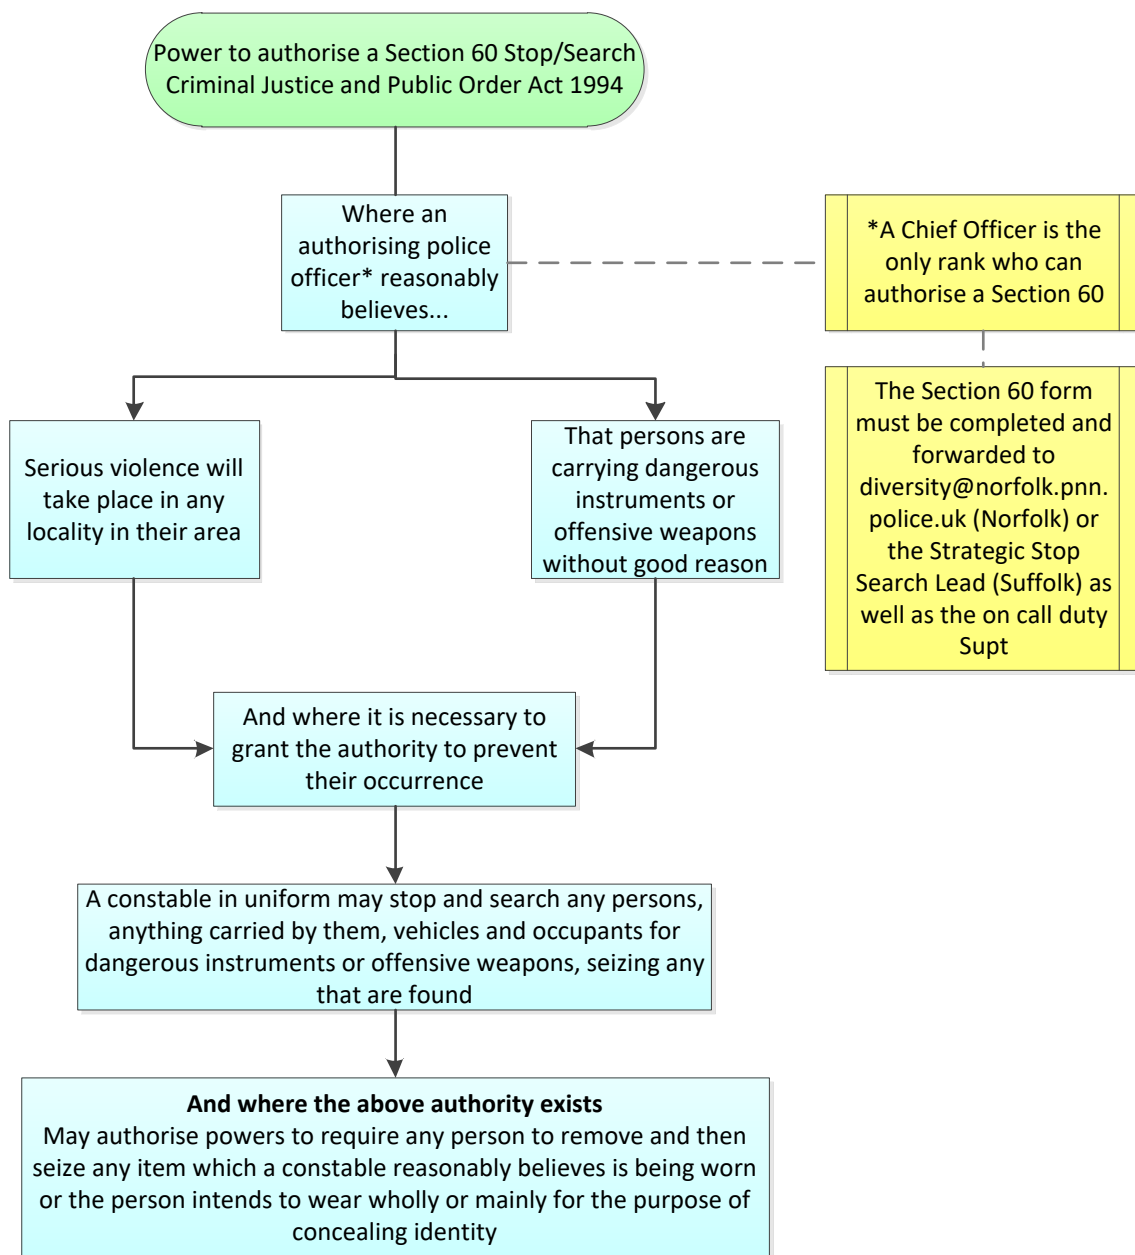 Power to authorise a Section 60 Stop/Search
Criminal Justice and Public Order Act 1994
Where an
authorising police
officer* reasonably
believes...
*A Chief Officer is the
only rank who can
authorise a Section 60
The Section 60 form
must be completed and
forwarded to
diversity@norfolk.pnn.
police.uk (Norfolk) or
the Strategic Stop
Search Lead (Suffolk) as
well as the on call duty
Supt
Serious violence will
take place in any
locality in their area
That persons are
carrying dangerous
instruments or
offensive weapons
without good reason
And where it is necessary to
grant the authority to prevent
their occurrence
A constable in uniform may stop and search any persons,
anything carried by them, vehicles and occupants for
dangerous instruments or offensive weapons, seizing any
that are found
And where the above authority exists
May authorise powers to require any person to remove and then
seize any item which a constable reasonably believes is being worn
or the person intends to wear wholly or mainly for the purpose of
concealing identity